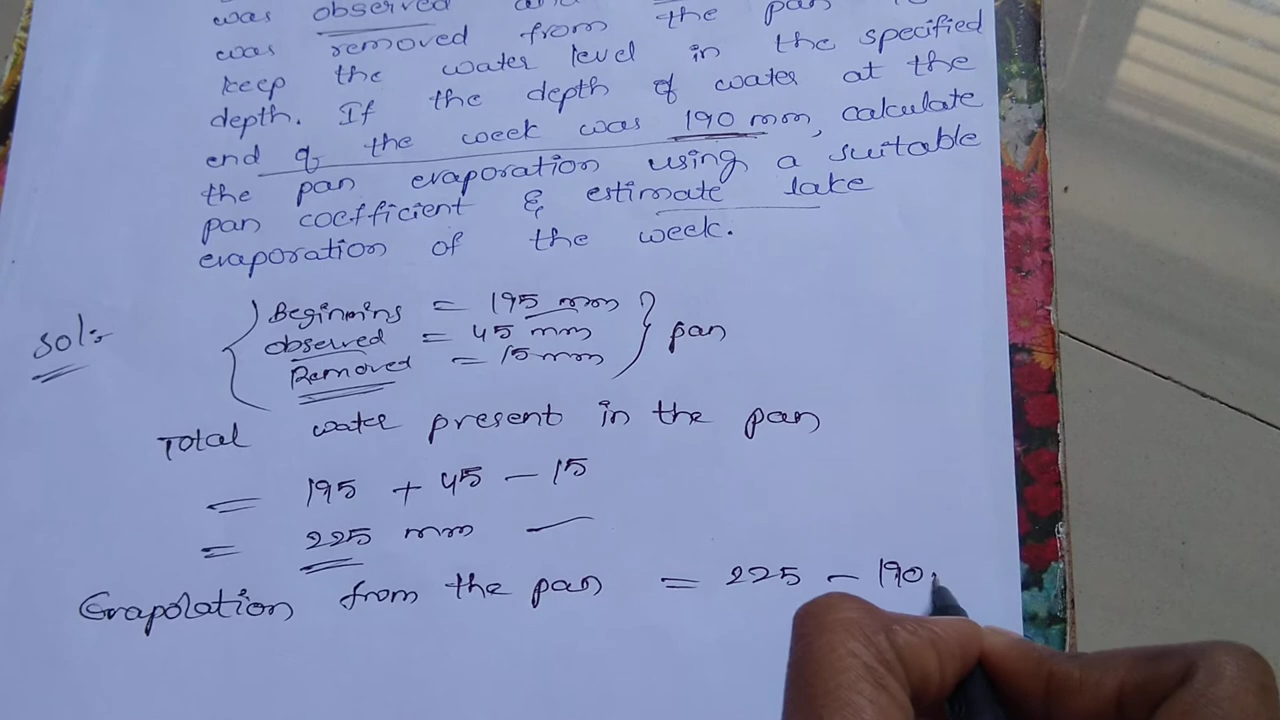 was observed
was removed from the pan
keep the water level in the specified
depth. If the depth of water at the
end of the week was 190 mm, calculate
the pan evaporation using a suitable
pan coefficient & estimate lake
evaporation of the week.
Sol:-
Beginning = 195 mm
observed = 45 mm
Removed = 15mm
pan
Total water present in the pan
= 195 + 45 - 15
= 225 mm
Evapolation from the pan = 225 - 190